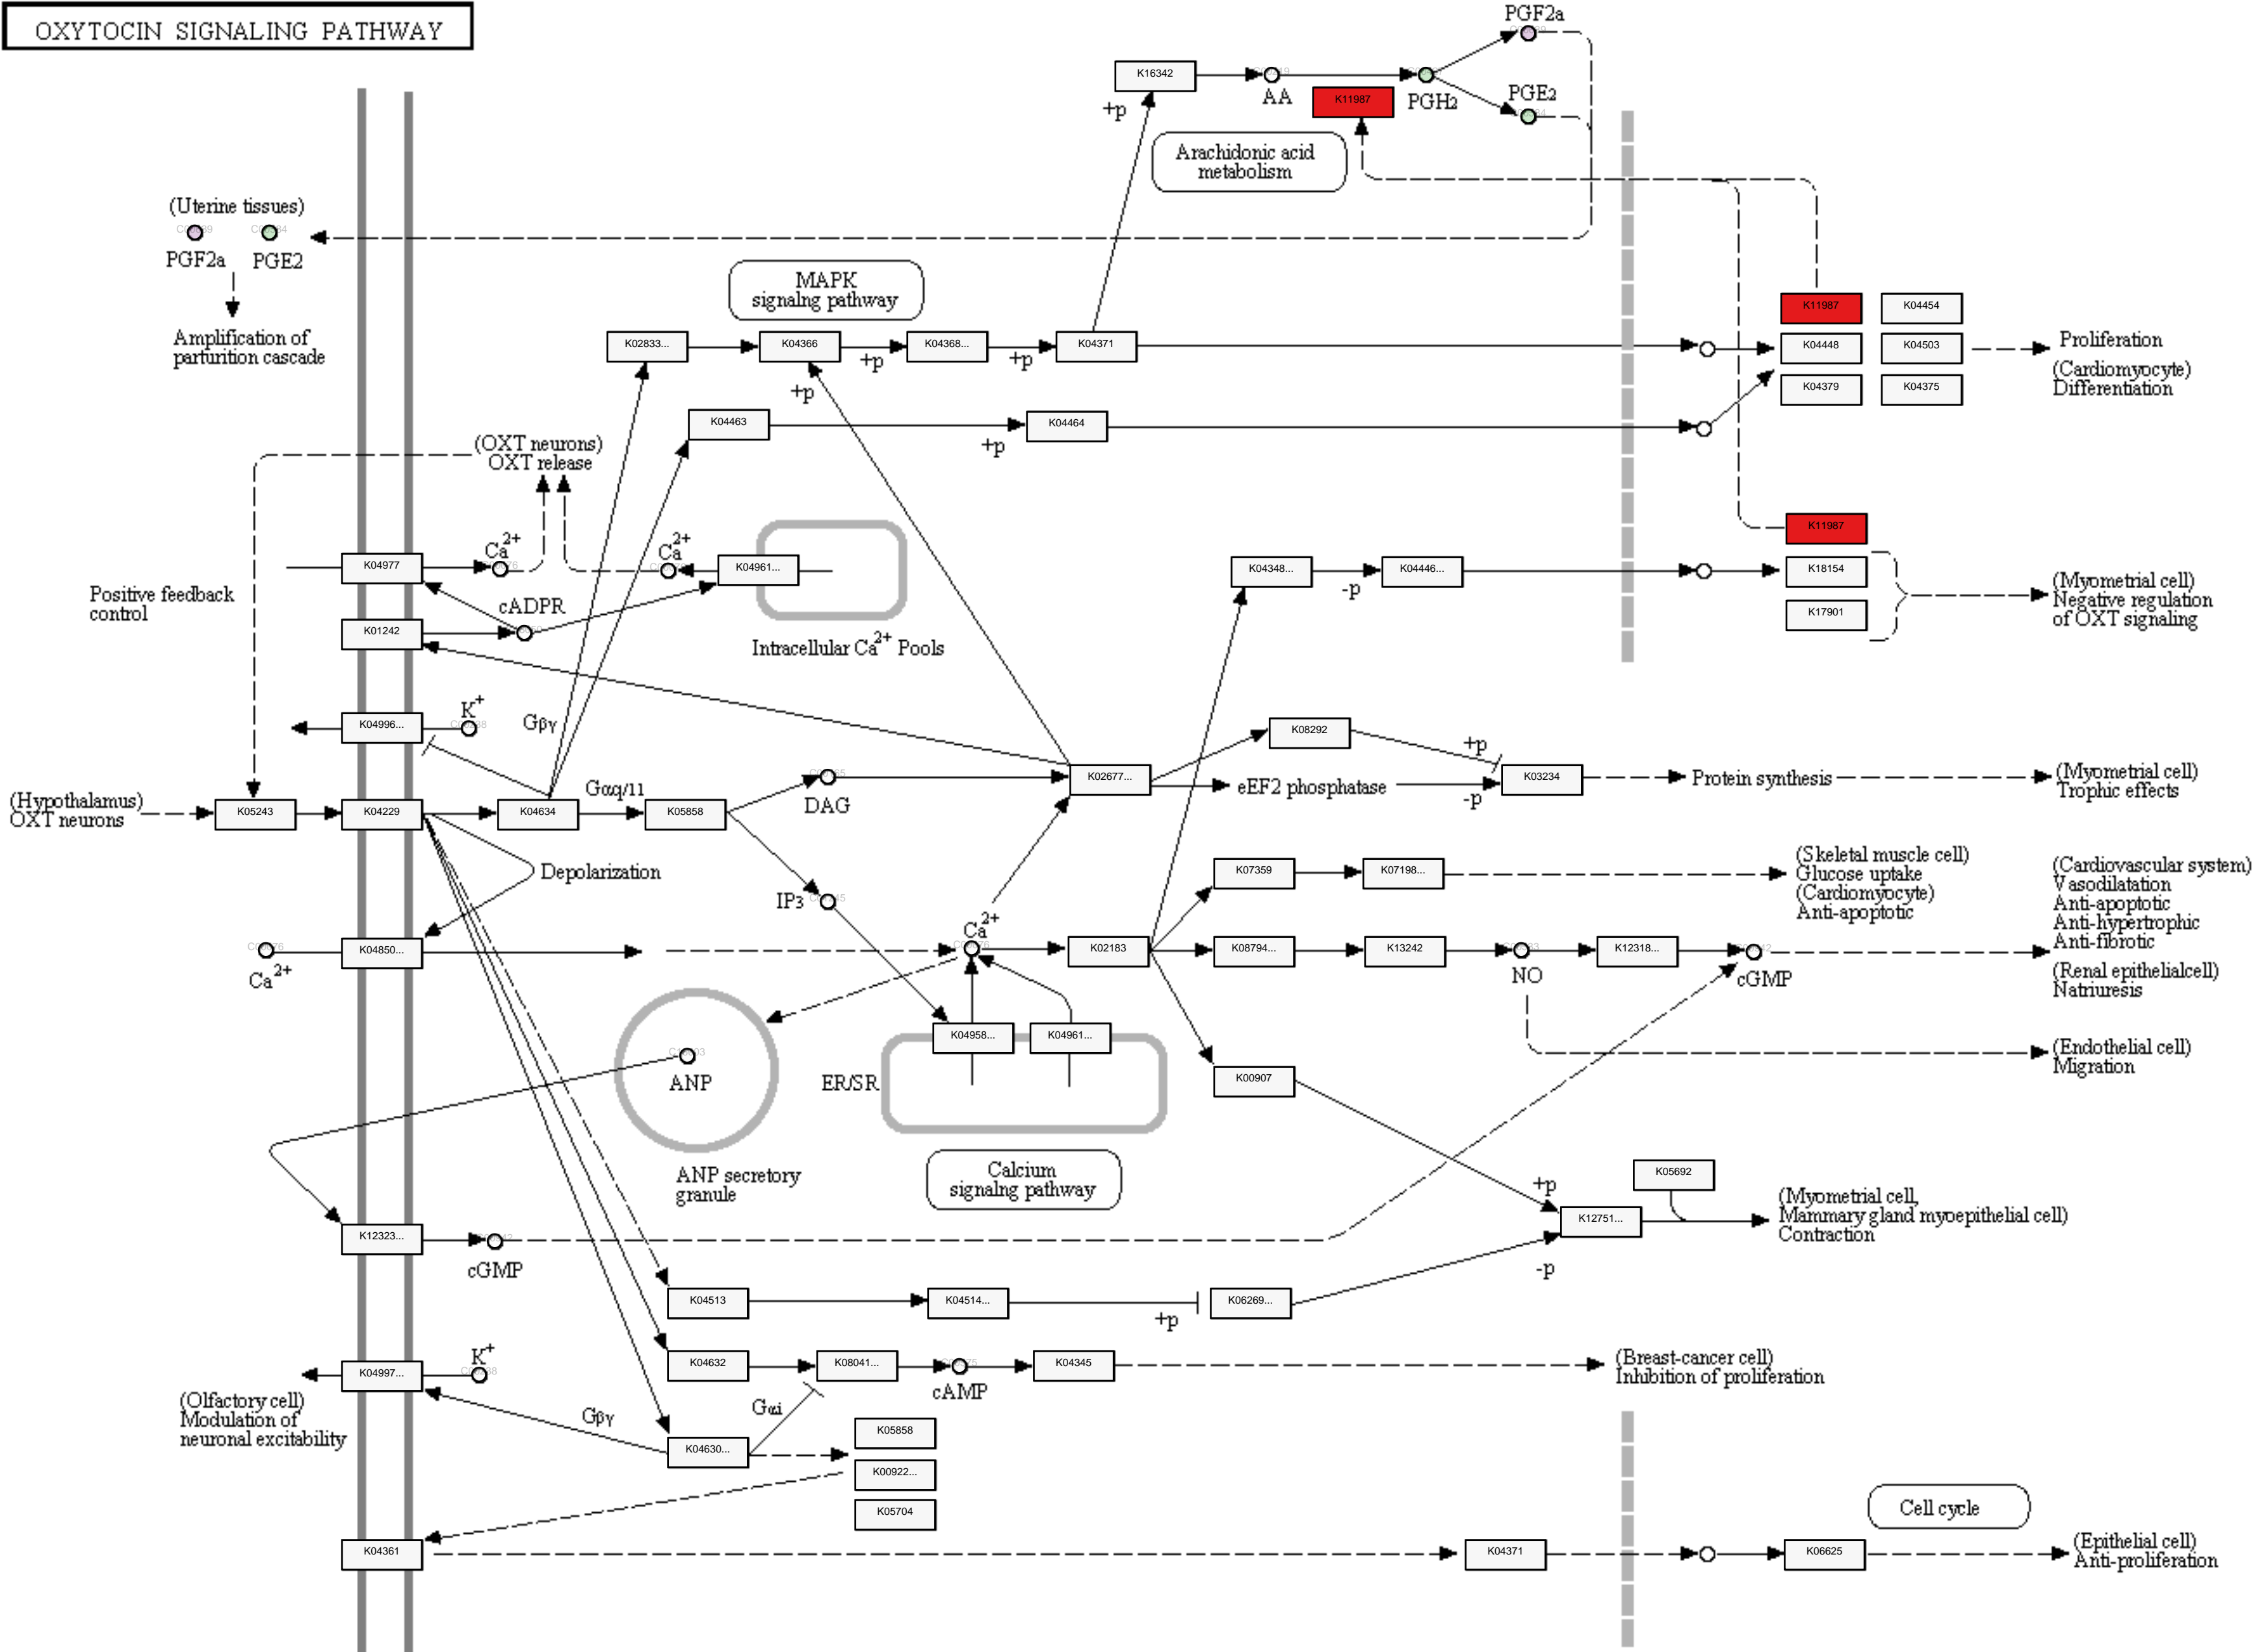 OXYTOCIN SIGNALING PATHWAY
PGF2a
K16342
AA
PGH2
+p
K11987
PGE2
Arachidonic acid
metabolism
(Uterine tissues)
PGF2a
PGE2
Amplification of
parturition cascade
MAPK
signalng pathway
K02833...
K04366
+p
K04368...
+p
K04371
+p
K11987
K04454
K04448
K04503
K04379
K04375
Proliferation
(Cardiomyocyte)
Differentiation
K04463
+p
K04464
(OXT neurons)
OXT release
K04977
Ca2+
Ca2+
K04961...
Positive feedback
control
cADPR
K01242
Intracellular Ca2+ Pools
K11987
K04348...
-p
K04446...
K18154
K17901
(Myometrial cell)
Negative regulation
of OXT signaling
K04996...
K+
Gβγ
K08292
+p
(Hypothalamus)
OXT neurons
K05243
K04229
K04634
Gαq/11
K05858
DAG
K02677...
eEF2 phosphatase
-p
K03234
Protein synthesis
(Myometrial cell)
Trophic effects
Depolarization
IP3
K07359
K07198...
(Skeletal muscle cell)
Glucose uptake
(Cardiomyocyte)
Anti-apoptotic
Ca2+
K04850...
Ca2+
K02183
K08794...
K13242
NO
K12318...
cGMP
(Cardiovascular system)
Vasodilatation
Anti-apoptotic
Anti-hypertrophic
Anti-fibrotic
(Renal epithelialcell)
Natriuresis
(Endothelial cell)
Migration
ANP
ER/SR
K04958...
K04961...
K00907
ANP secretory
granule
Calcium
signalng pathway
+p
K12751...
-p
K05692
(Myometrial cell,
Mammary gland myoepithelial cell)
Contraction
K12323...
cGMP
K04513
K04514...
+p
K06269...
K04632
K08041...
cAMP
K04345
(Breast-cancer cell)
Inhibition of proliferation
K04997...
K+
(Olfactory cell)
Modulation of
neuronal excitability
Gβγ
Gαi
K04630...
K05858
K00922...
K05704
Cell cycle
K04361
K04371
K06625
(Epithelial cell)
Anti-proliferation